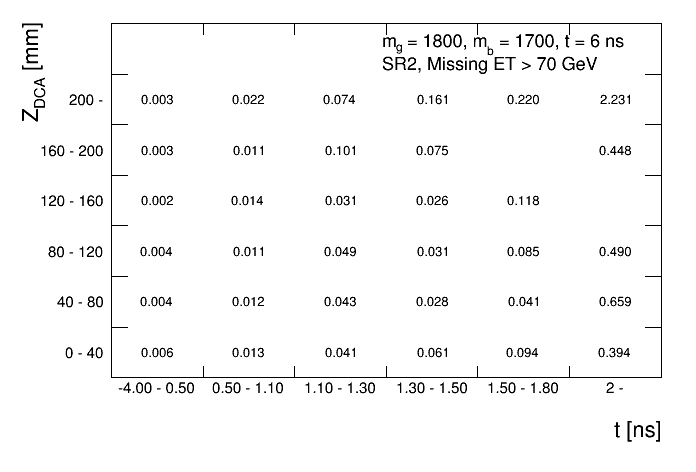 Z_DCA [mm]
m_g = 1800, m_b = 1700, t = 6 ns
SR2, Missing ET > 70 GeV
200 - 0.003 0.022 0.074 0.161 0.220 2.231
160 - 200 0.003 0.011 0.101 0.075 0.448
120 - 160 0.002 0.014 0.031 0.026 0.118
80 - 120 0.004 0.011 0.049 0.031 0.085 0.490
40 - 80 0.004 0.012 0.043 0.028 0.041 0.659
0 - 40 0.006 0.013 0.041 0.061 0.094 0.394
-4.00 - 0.50 0.50 - 1.10 1.10 - 1.30 1.30 - 1.50 1.50 - 1.80 2 -
t [ns]